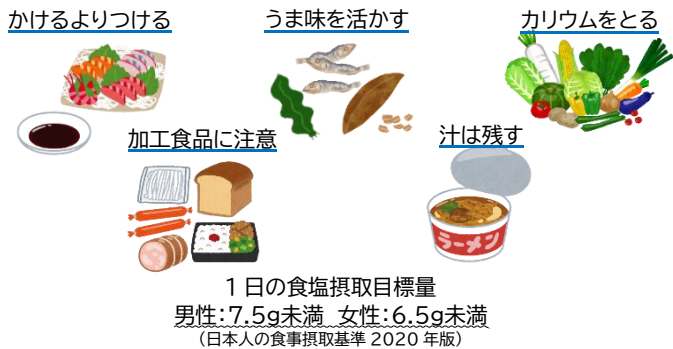 かけるよりつける
うま味を活かす
カリウムをとる
加工食品に注意
汁は残す
ラーメン
1日の食塩摂取目標量
男性:7.5g未満 女性:6.5g未満
(日本人の食事摂取基準 2020 年版)